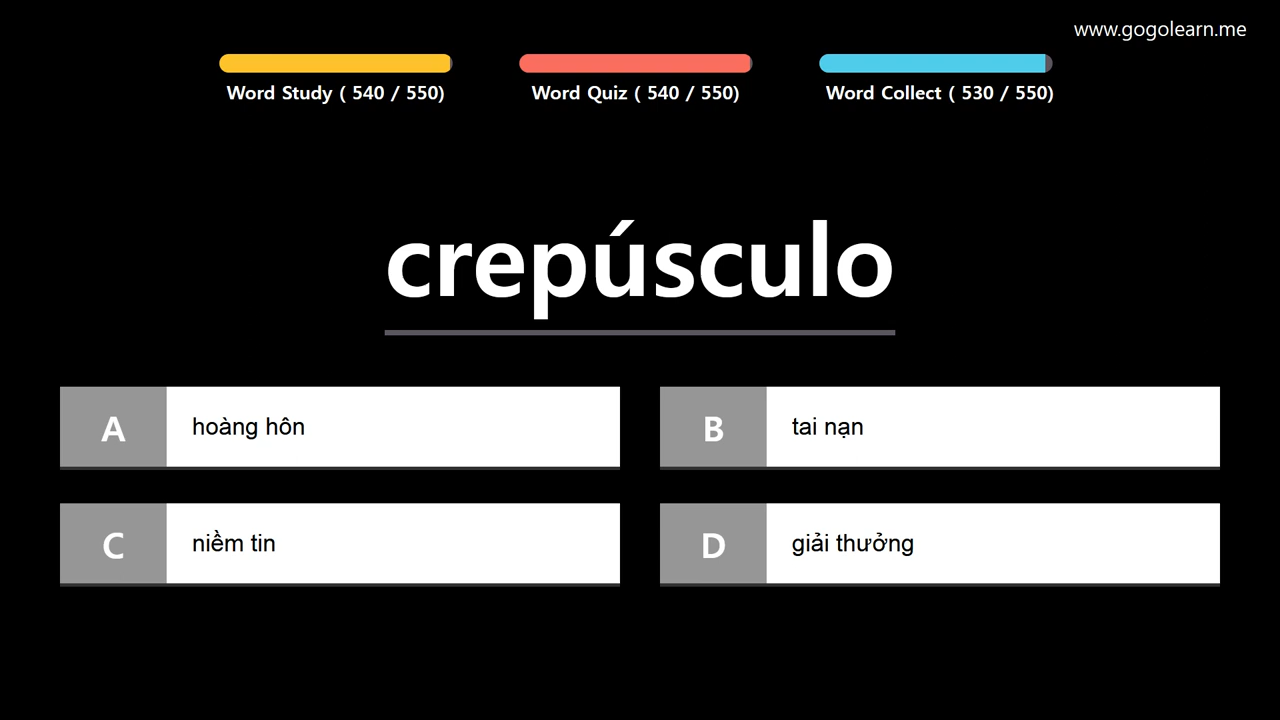 www.gogolearn.me
Word Study ( 540 / 550)
Word Quiz ( 540 / 550)
Word Collect ( 530 / 550)
crepúsculo
A hoàng hôn
B tai nạn
C niềm tin
D giải thưởng